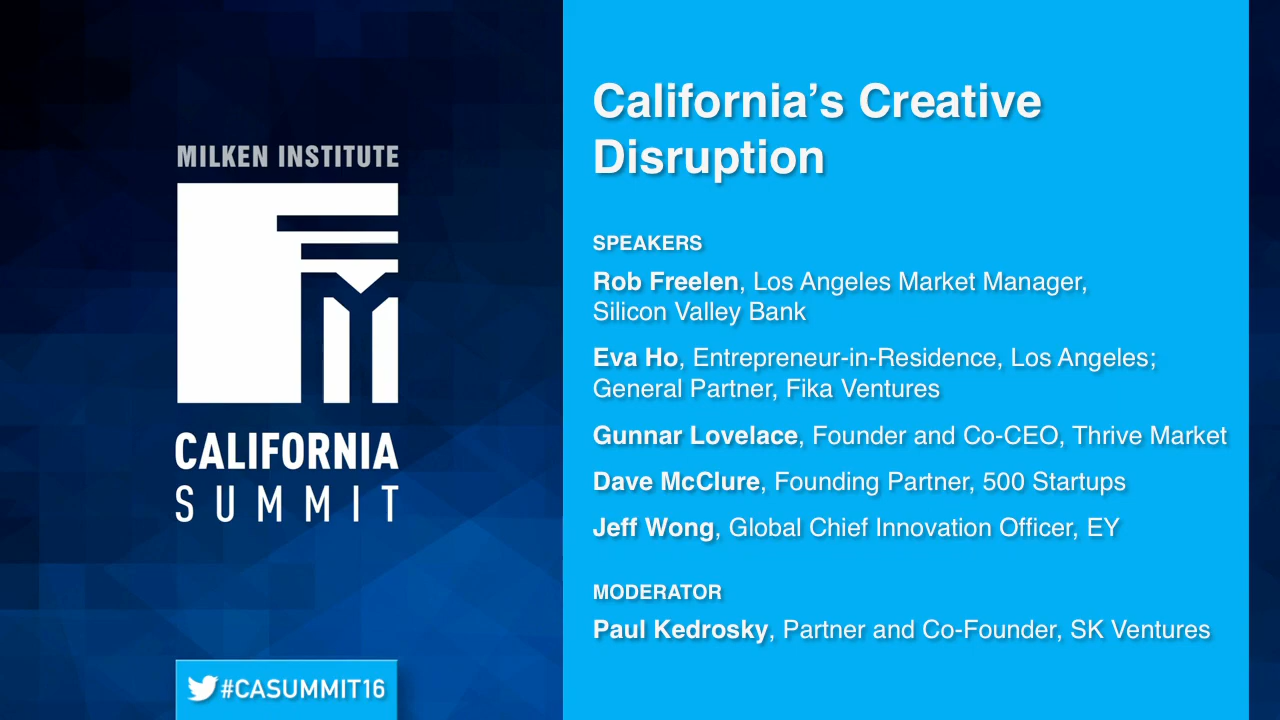 MILKEN INSTITUTE
CALIFORNIA
SUMMIT
#CASUMMIT16
California’s Creative
Disruption
SPEAKERS
Rob Freelen, Los Angeles Market Manager,
Silicon Valley Bank
Eva Ho, Entrepreneur-in-Residence, Los Angeles;
General Partner, Fika Ventures
Gunnar Lovelace, Founder and Co-CEO, Thrive Market
Dave McClure, Founding Partner, 500 Startups
Jeff Wong, Global Chief Innovation Officer, EY
MODERATOR
Paul Kedrosky, Partner and Co-Founder, SK Ventures